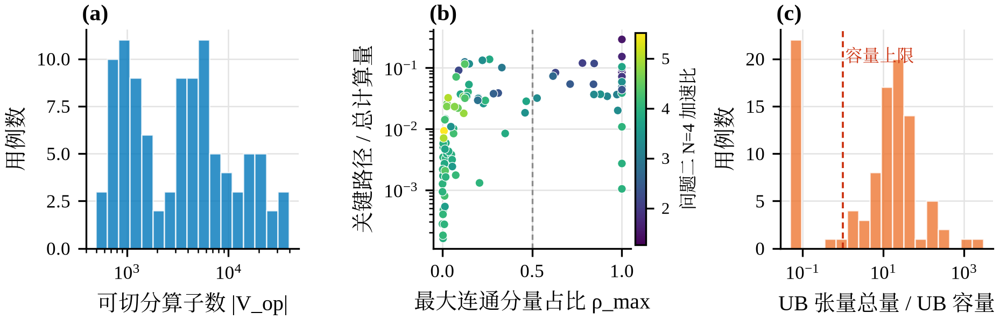 (a)
用例数
10.0
7.5
5.0
2.5
0.0
10³
10⁴
可切分算子数 |V_op|
(b)
关键路径 / 总计算量
10⁻¹
10⁻²
10⁻³
0.0
0.5
1.0
最大连通分量占比 ρ_max
5
4
3
2
问题二 N=4 加速比
(c)
用例数
20
15
10
5
0
容量上限
10⁻¹
10¹
10³
UB 张量总量 / UB 容量